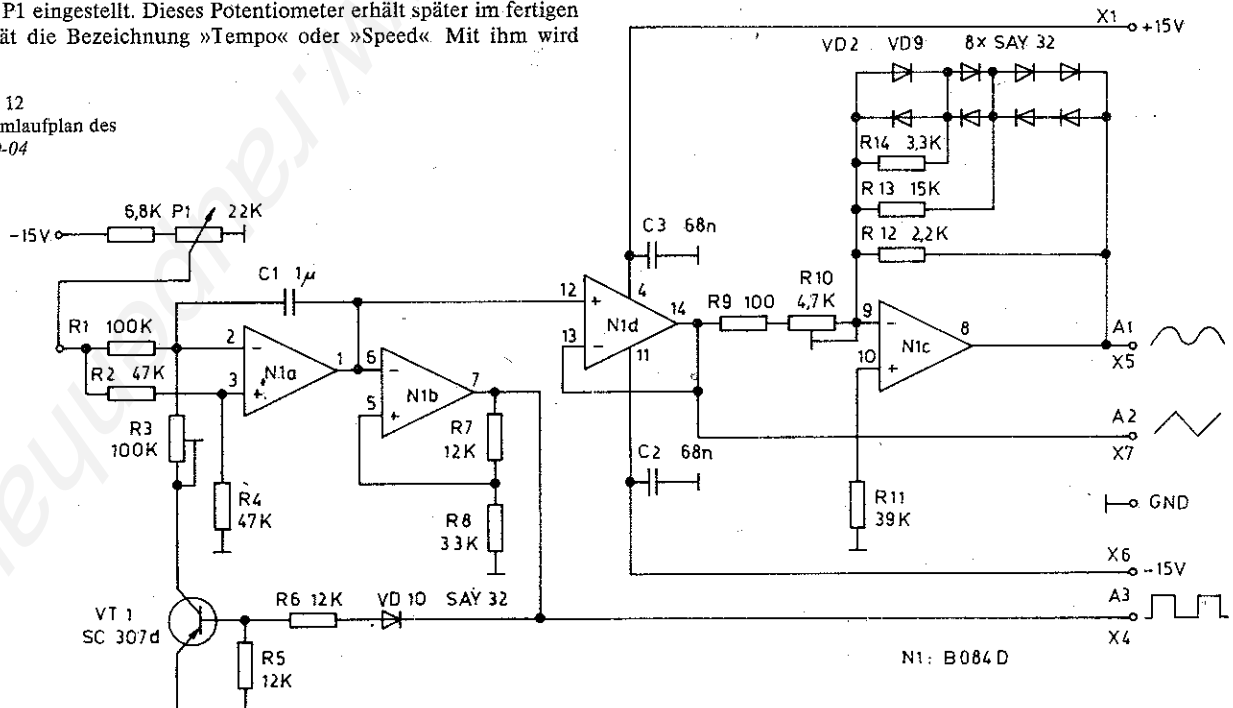 P1 eingestellt. Dieses Potentiometer erhält später im fertigen
ät die Bezeichnung »Tempo« oder »Speed« Mit ihm wird
12
mlaufplan des
-04
X1
+15V
VD2 VD9 8x SAY 32
R14 3,3K
R13 15K
R12 2,2K
6,8K P1 22K
-15V
C3 68n
C1 1µ
12
+
4
14
R9 100
R10
4,7K
13
-
N1d
11
9
-
N1c
8
10
+
A1
X5
R1 100K
2
-
N1a
1
6
-
N1b
7
R2 47K
3
+
5
+
R3
100K
R7
12K
A2
X7
C2 68n
R4
47K
R8
33K
R11
39K
GND
X6
-15V
A3
X4
VT 1
SC 307d
R6 12K VD10 SAY 32
R5
12K
N1: B084D
w.ra